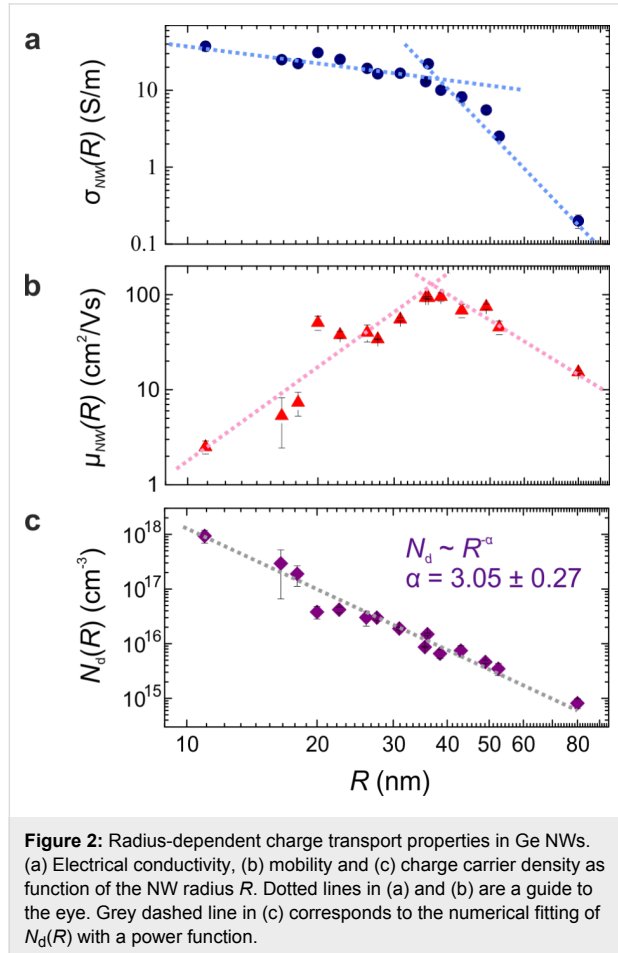 a
10
1
0.1
σNW(R) (S/m)
b
100
10
1
μNW(R) (cm²/Vs)
c
10¹⁸
10¹⁷
10¹⁶
10¹⁵
Nd(R) (cm⁻³)
Nd ~ R^-α
α = 3.05 ± 0.27
10 20 30 40 50 60 80
R (nm)
Figure 2: Radius-dependent charge transport properties in Ge NWs.
(a) Electrical conductivity, (b) mobility and (c) charge carrier density as
function of the NW radius R. Dotted lines in (a) and (b) are a guide to
the eye. Grey dashed line in (c) corresponds to the numerical fitting of
Nd(R) with a power function.